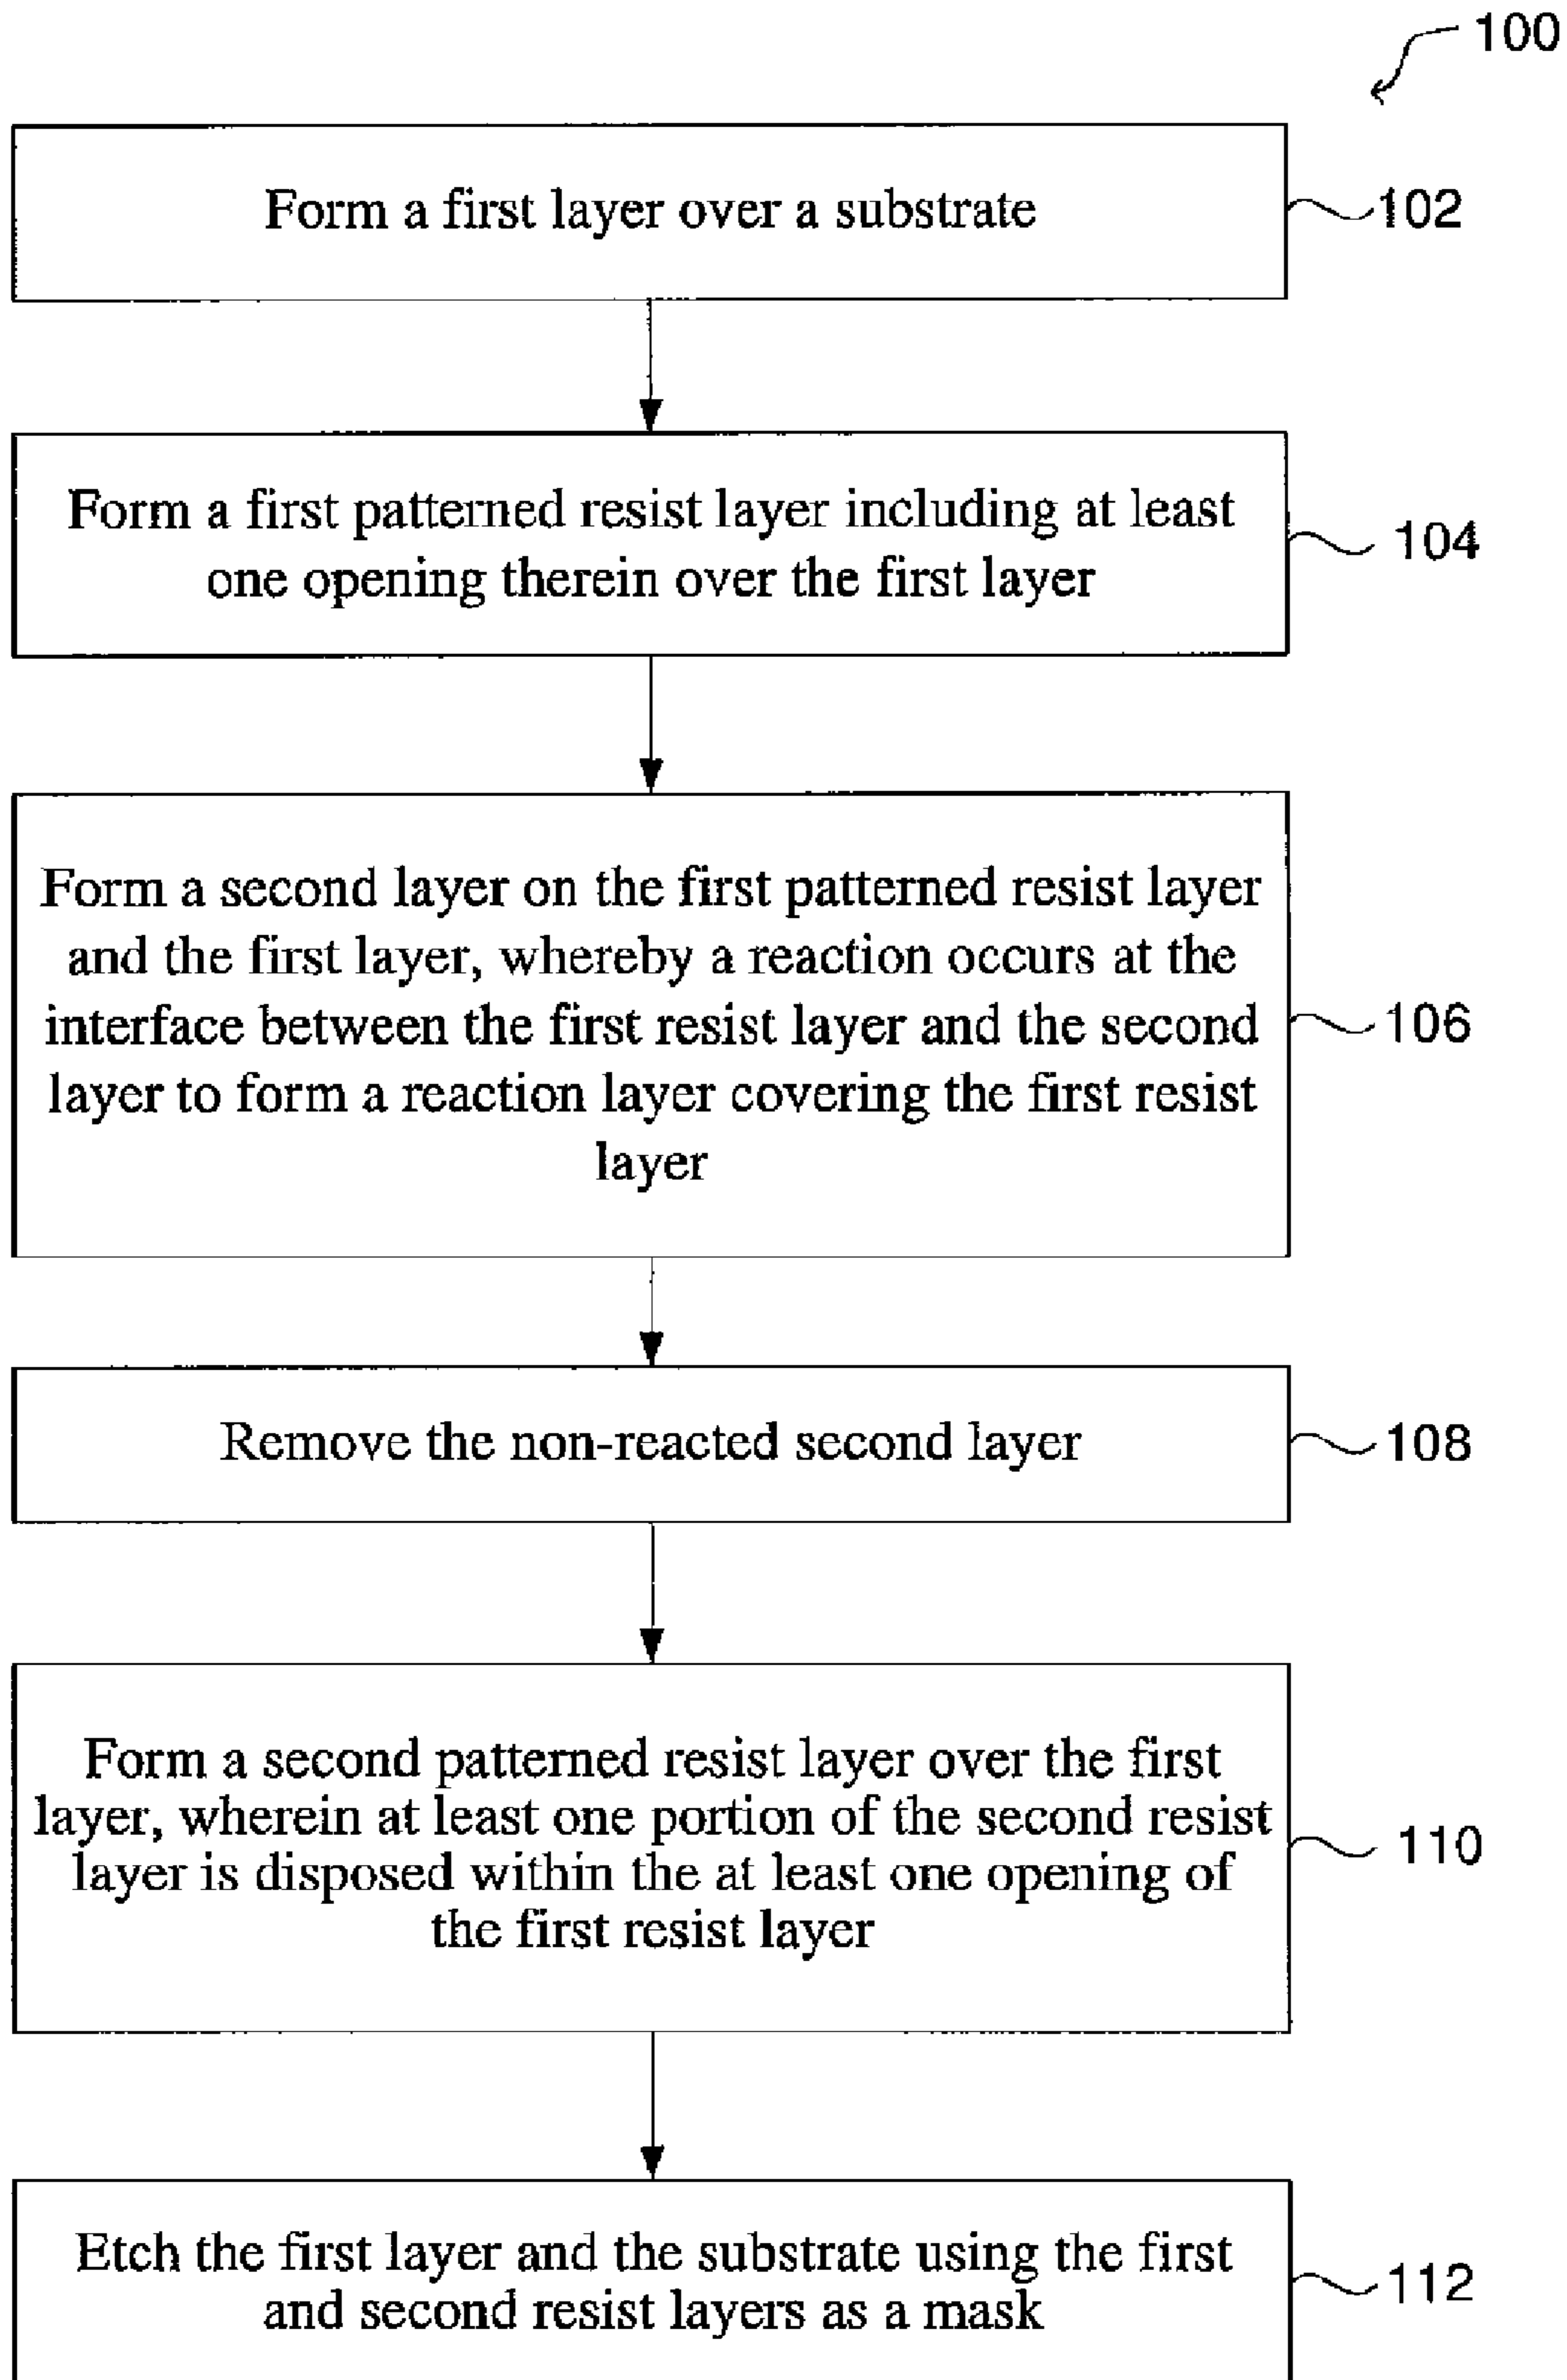 100
Form a first layer over a substrate
102
Form a first patterned resist layer including at least
one opening therein over the first layer
104
Form a second layer on the first patterned resist layer
and the first layer, whereby a reaction occurs at the
interface between the first resist layer and the second
layer to form a reaction layer covering the first resist
layer
106
Remove the non-reacted second layer
108
Form a second patterned resist layer over the first
layer, wherein at least one portion of the second resist
layer is disposed within the at least one opening of
the first resist layer
110
Etch the first layer and the substrate using the first
and second resist layers as a mask
112